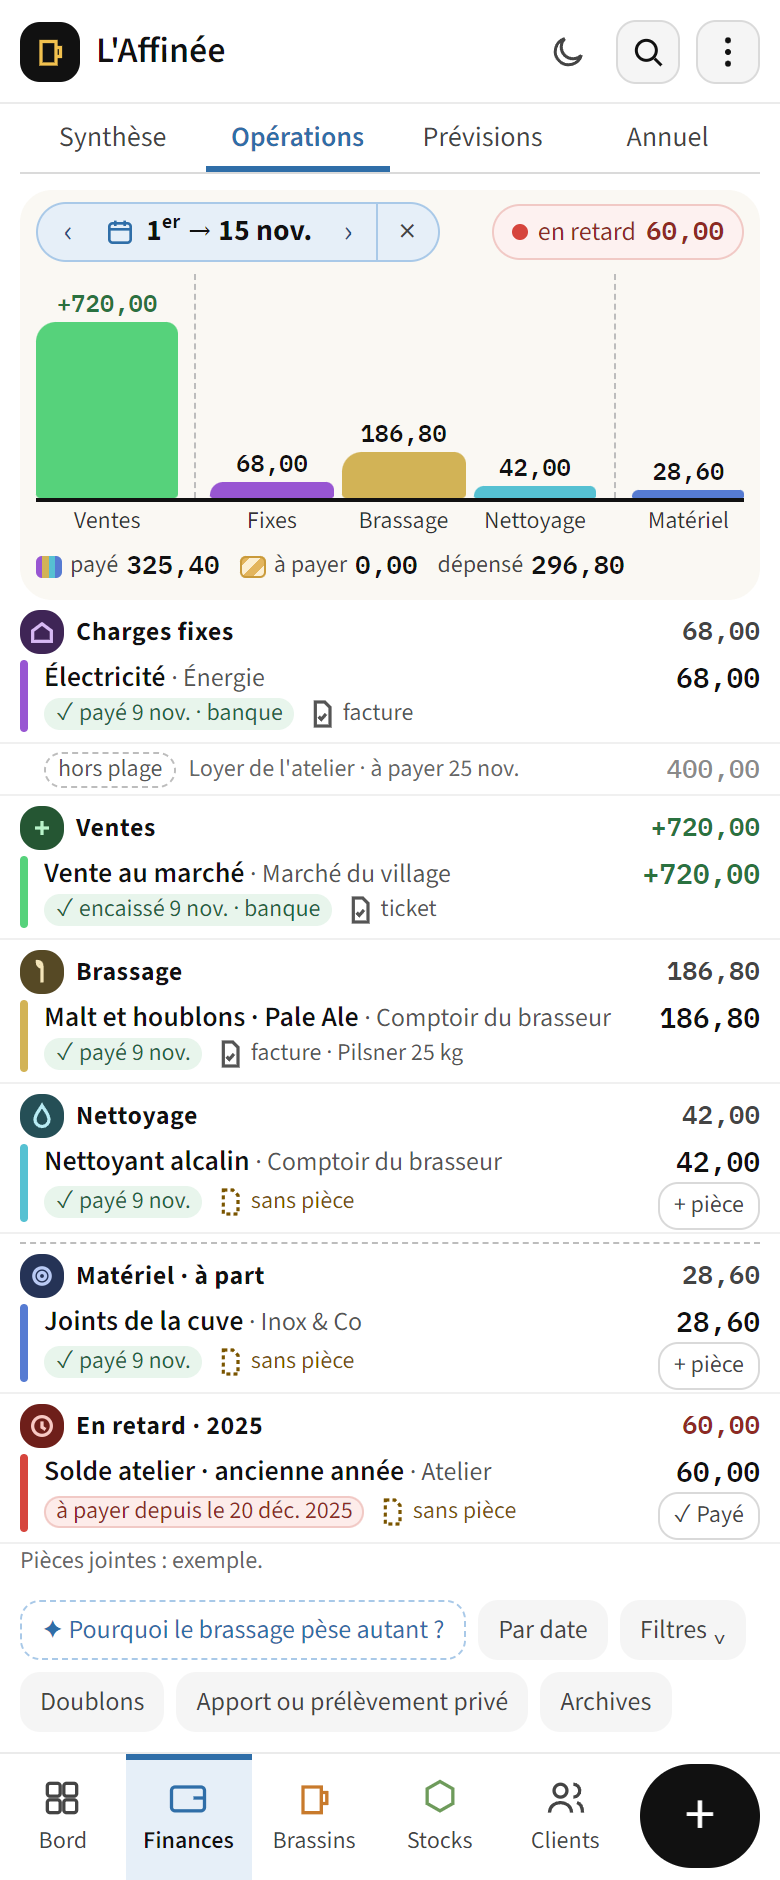 L'Affinée
Synthèse Opérations Prévisions Annuel
‹ 1er → 15 nov. › × en retard 60,00
+720,00
68,00 186,80 42,00 28,60
Ventes Fixes Brassage Nettoyage Matériel
payé 325,40 à payer 0,00 dépensé 296,80
Charges fixes 68,00
Électricité · Énergie 68,00
✓ payé 9 nov. · banque facture
hors plage Loyer de l'atelier · à payer 25 nov. 400,00
Ventes +720,00
Vente au marché · Marché du village +720,00
✓ encaissé 9 nov. · banque ticket
Brassage 186,80
Malt et houblons · Pale Ale · Comptoir du brasseur 186,80
✓ payé 9 nov. facture · Pilsner 25 kg
Nettoyage 42,00
Nettoyant alcalin · Comptoir du brasseur 42,00
✓ payé 9 nov. sans pièce + pièce
Matériel · à part 28,60
Joints de la cuve · Inox & Co 28,60
✓ payé 9 nov. sans pièce + pièce
En retard · 2025 60,00
Solde atelier · ancienne année · Atelier 60,00
à payer depuis le 20 déc. 2025 sans pièce ✓ Payé
Pièces jointes : exemple.
✦ Pourquoi le brassage pèse autant ? Par date Filtres
Doublons Apport ou prélèvement privé Archives
Bord Finances Brassins Stocks Clients +